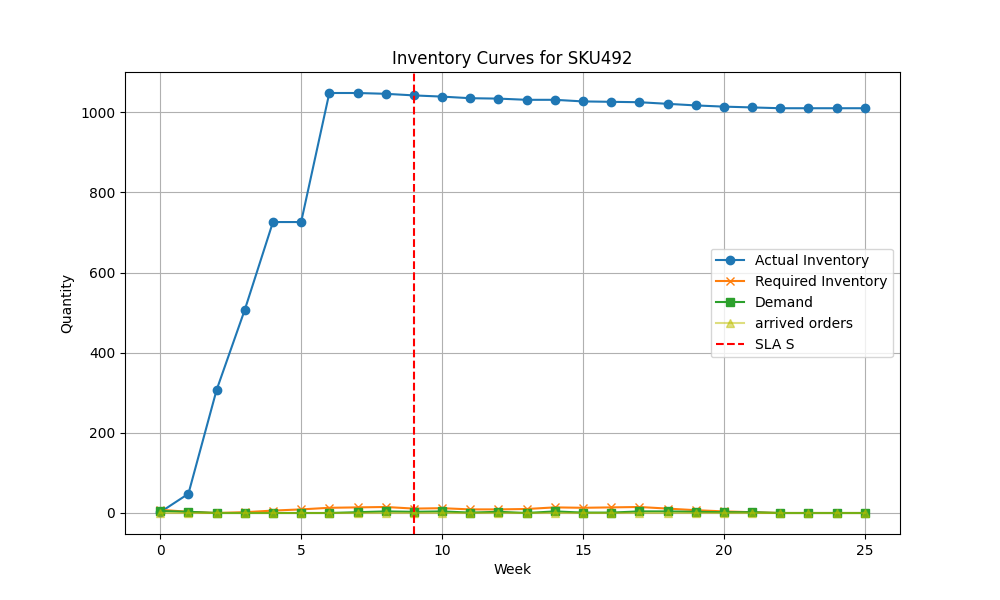 Inventory Curves for SKU492
Quantity
1000
800
600
400
200
0
Actual Inventory
Required Inventory
Demand
arrived orders
SLA S
0 5 10 15 20 25
Week